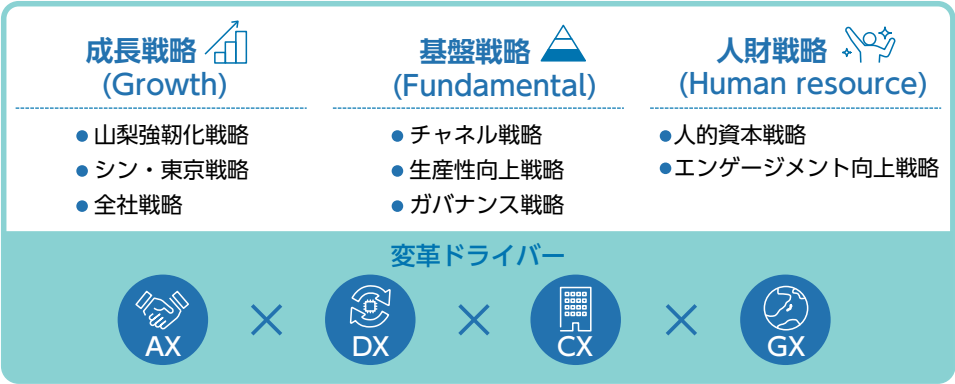 成長戦略
(Growth)
● 山梨強靭化戦略
● シン・東京戦略
● 全社戦略
基盤戦略
(Fundamental)
● チャネル戦略
● 生産性向上戦略
● ガバナンス戦略
人財戦略
(Human resource)
●人的資本戦略
●エンゲージメント向上戦略
変革ドライバー
AX × DX × CX × GX